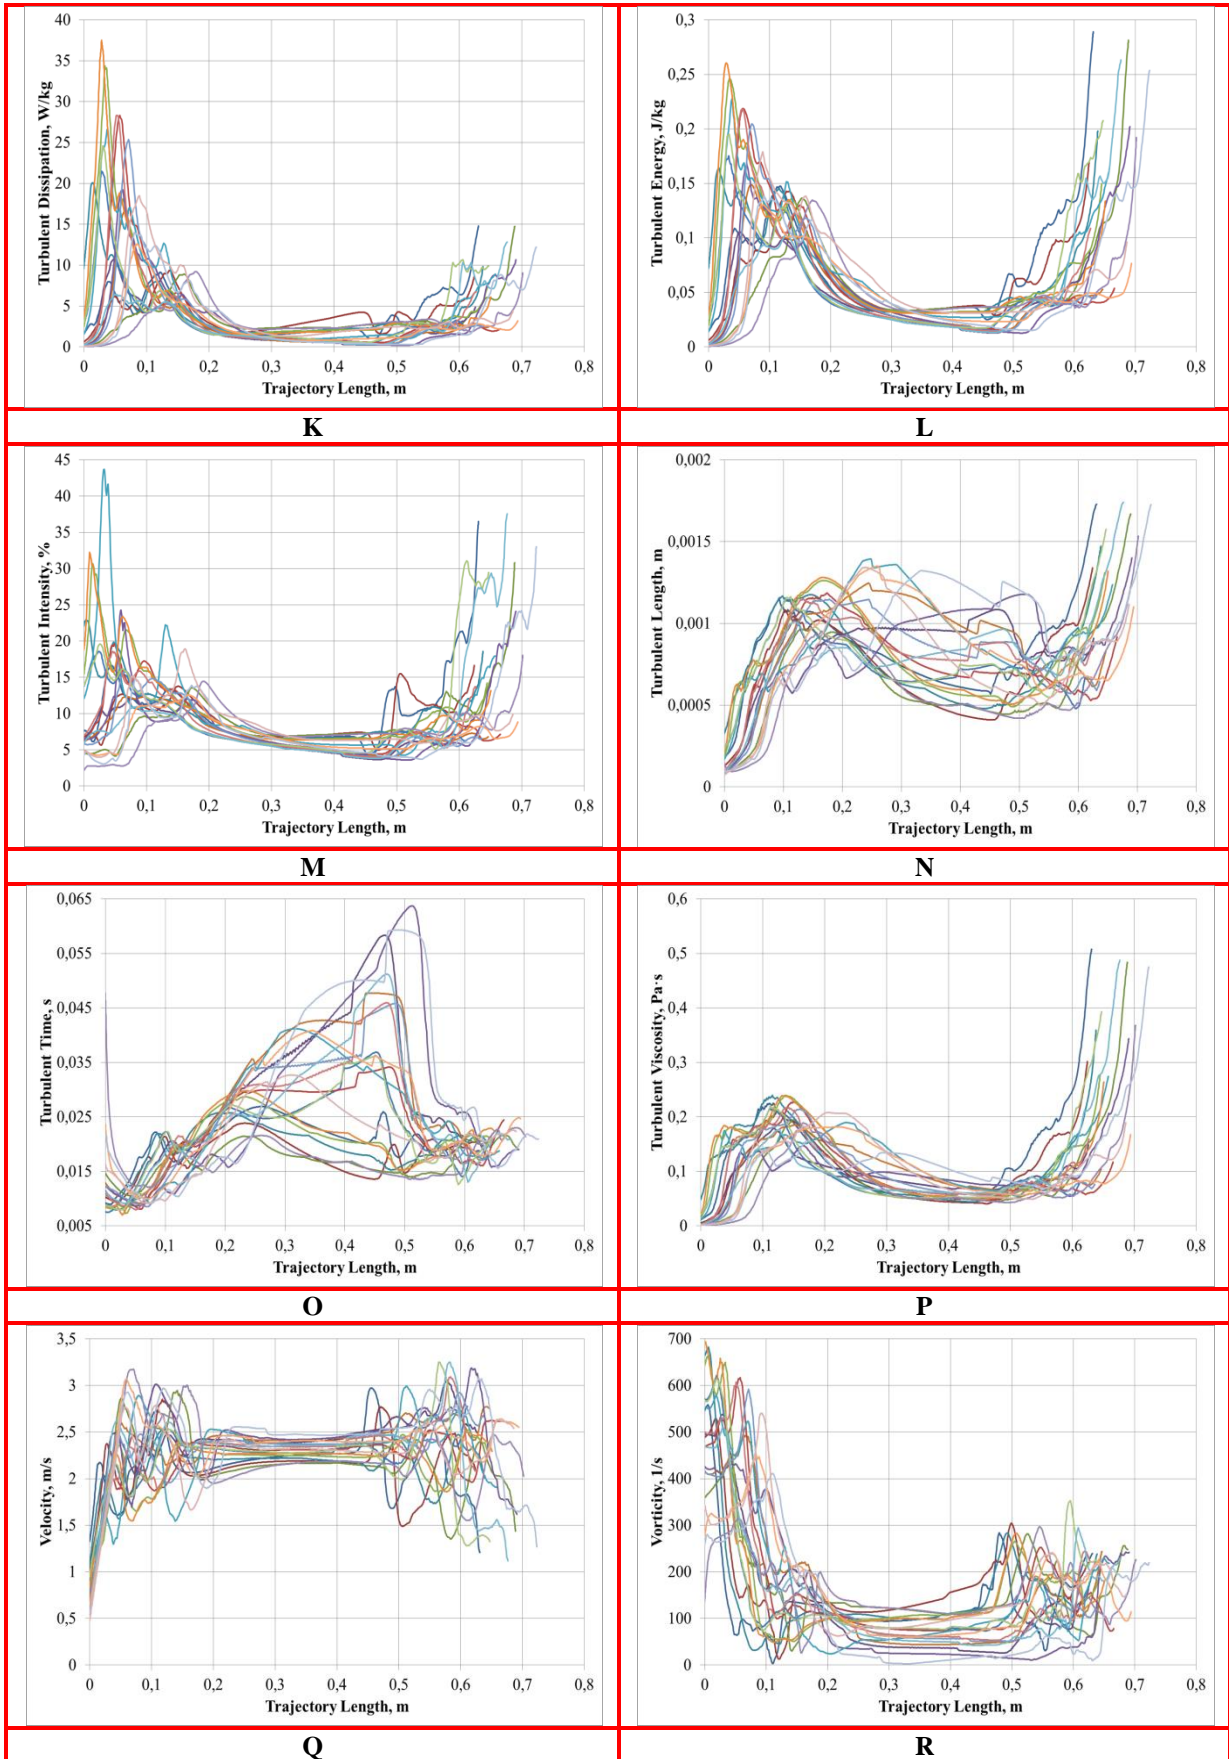 40
35
30
25
20
15
10
5
0
Turbulent Dissipation, W/kg
0 0,1 0,2 0,3 0,4 0,5 0,6 0,7 0,8
Trajectory Length, m
0,3
0,25
0,2
0,15
0,1
0,05
0
Turbulent Energy, J/kg
0 0,1 0,2 0,3 0,4 0,5 0,6 0,7 0,8
Trajectory Length, m
K L
45
40
35
30
25
20
15
10
5
0
Turbulent Intensity, %
0 0,1 0,2 0,3 0,4 0,5 0,6 0,7 0,8
Trajectory Length, m
0,002
0,0015
0,001
0,0005
0
Turbulent Length, m
0 0,1 0,2 0,3 0,4 0,5 0,6 0,7 0,8
Trajectory Length, m
M N
0,065
0,055
0,045
0,035
0,025
0,015
0,005
Turbulent Time, s
0 0,1 0,2 0,3 0,4 0,5 0,6 0,7 0,8
Trajectory Length, m
0,6
0,5
0,4
0,3
0,2
0,1
0
Turbulent Viscosity, Pa·s
0 0,1 0,2 0,3 0,4 0,5 0,6 0,7 0,8
Trajectory Length, m
O P
3,5
3
2,5
2
1,5
1
0,5
0
Velocity, m/s
0 0,1 0,2 0,3 0,4 0,5 0,6 0,7 0,8
Trajectory Length, m
700
600
500
400
300
200
100
0
Vorticity, 1/s
0 0,1 0,2 0,3 0,4 0,5 0,6 0,7 0,8
Trajectory Length, m
Q R